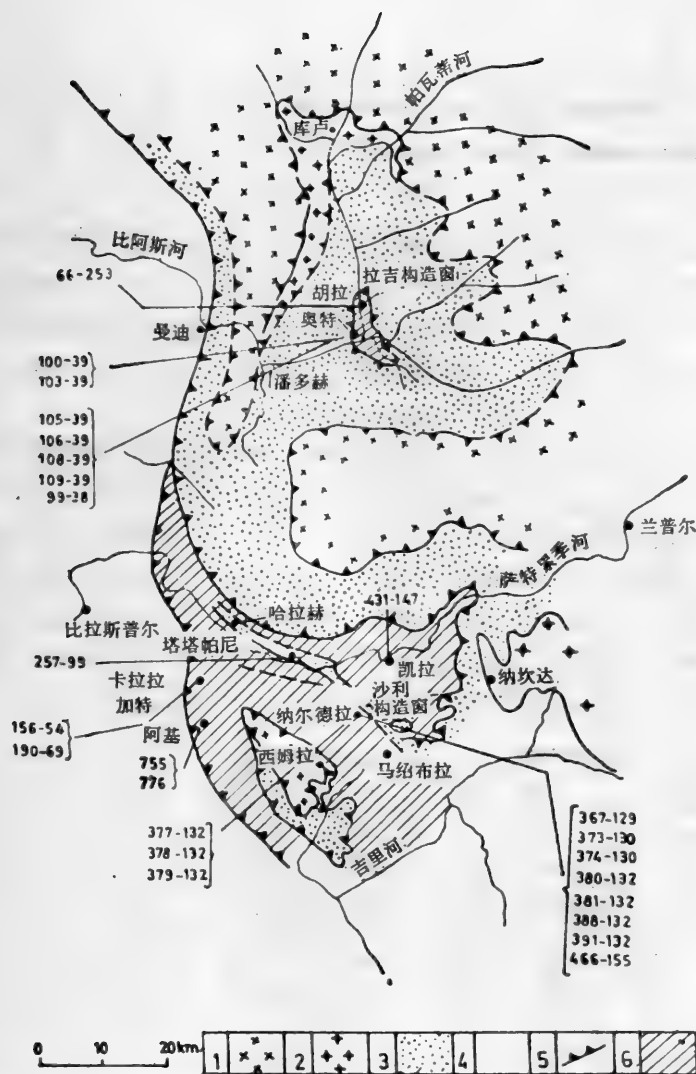 帕瓦蒂河
库卢
比阿斯河
66-253
拉吉构造窗
胡拉
奥特
曼迪
100-39
103-39
潘多赫
105-39
106-39
108-39
109-39
99-38
兰普尔
萨特累季河
哈拉赫
431-147
比拉斯普尔
塔塔帕尼
257-99
凯拉
纳坎达
卡拉拉
加特
沙利
构造窗
纳尔德拉
156-54
190-69
阿基
755
776
西姆拉
马绍布拉
377-132
378-132
379-132
吉里河
367-129
373-130
374-130
380-132
381-132
388-132
391-132
466-155
0 10 20km
1 2 3 4 5 6